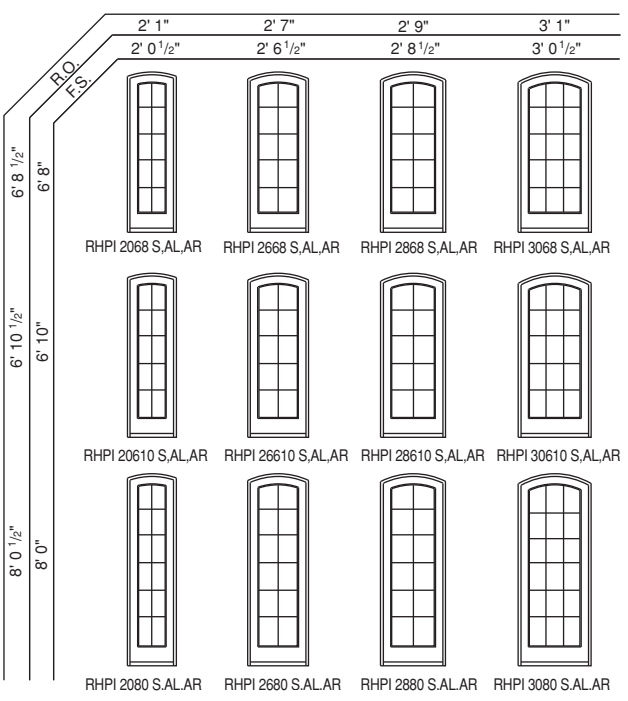 2' 1" 2' 7" 2' 9" 3' 1"
2' 0 1/2" 2' 6 1/2" 2' 8 1/2" 3' 0 1/2"
R.O.
F.S.
6' 8 1/2" 6' 8"
RHPI 2068 S,AL,AR RHPI 2668 S,AL,AR RHPI 2868 S,AL,AR RHPI 3068 S,AL,AR
6' 10 1/2" 6' 10"
RHPI 20610 S,AL,AR RHPI 26610 S,AL,AR RHPI 28610 S,AL,AR RHPI 30610 S,AL,AR
8' 0 1/2" 8' 0"
RHPI 2080 S.AL.AR RHPI 2680 S.AL.AR RHPI 2880 S.AL.AR RHPI 3080 S.AL.AR